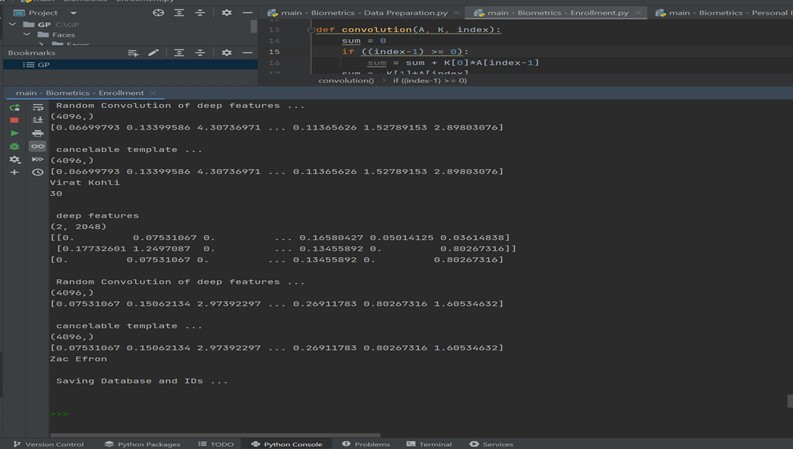 Project
main - Biometrics - Data Preparation.py
main - Biometrics - Enrollment.py
main - Biometrics - Personal I
GP C:\GP
Faces
Bookmarks
GP
13 def convolution(A, K, index):
14 sum = 0
15 if ((index-1) >= 0):
16 sum = sum + K[0]*A[index-1]
convolution() › if ((index-1) >= 0)
main - Biometrics - Enrollment
Random Convolution of deep features ...
(4096,)
[0.06699793 0.13399586 4.30736971 ... 0.11365626 1.52789153 2.89803076]
cancelable template ...
(4096,)
[0.06699793 0.13399586 4.30736971 ... 0.11365626 1.52789153 2.89803076]
Virat Kohli
30
deep features
(2, 2048)
[[0. 0.07531067 0. ... 0.16580427 0.05014125 0.03614838]
[0.17732601 1.2497087 0. ... 0.13455892 0. 0.80267316]]
[0. 0.07531067 0. ... 0.13455892 0. 0.80267316]
Random Convolution of deep features ...
(4096,)
[0.07531067 0.15062134 2.97392297 ... 0.26911783 0.80267316 1.60534632]
cancelable template ...
(4096,)
[0.07531067 0.15062134 2.97392297 ... 0.26911783 0.80267316 1.60534632]
Zac Efron
Saving Database and IDs ...
>>>
Version Control
Python Packages
TODO
Python Console
Problems
Terminal
Services